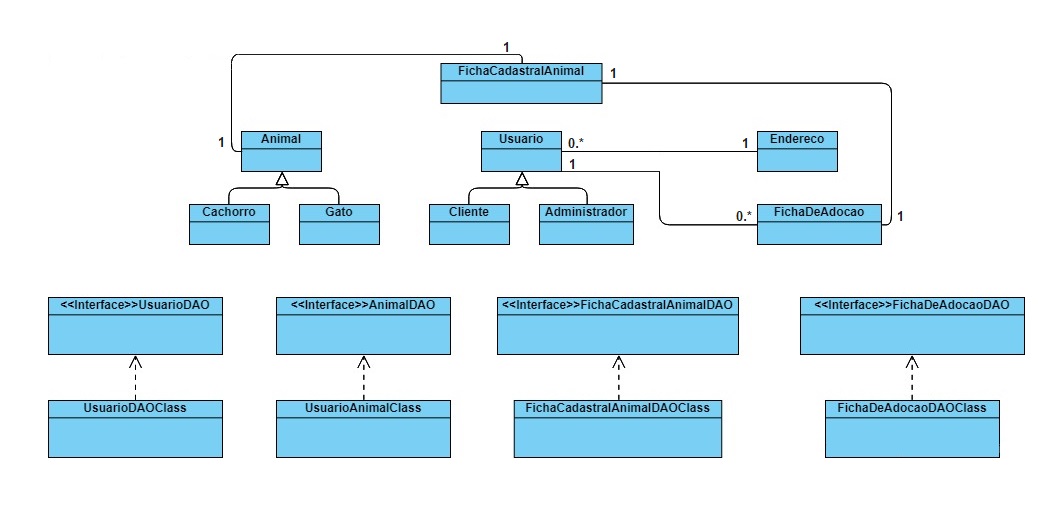 1
FichaCadastralAnimal
1
1
Animal
Usuario
0.*
1
Endereco
1
Cachorro
Gato
Cliente
Administrador
0.*
FichaDeAdocao
1
<<Interface>>UsuarioDAO
<<Interface>>AnimalDAO
<<Interface>>FichaCadastralAnimalDAO
<<Interface>>FichaDeAdocaoDAO
UsuarioDAOClass
UsuarioAnimalClass
FichaCadastralAnimalDAOClass
FichaDeAdocaoDAOClass